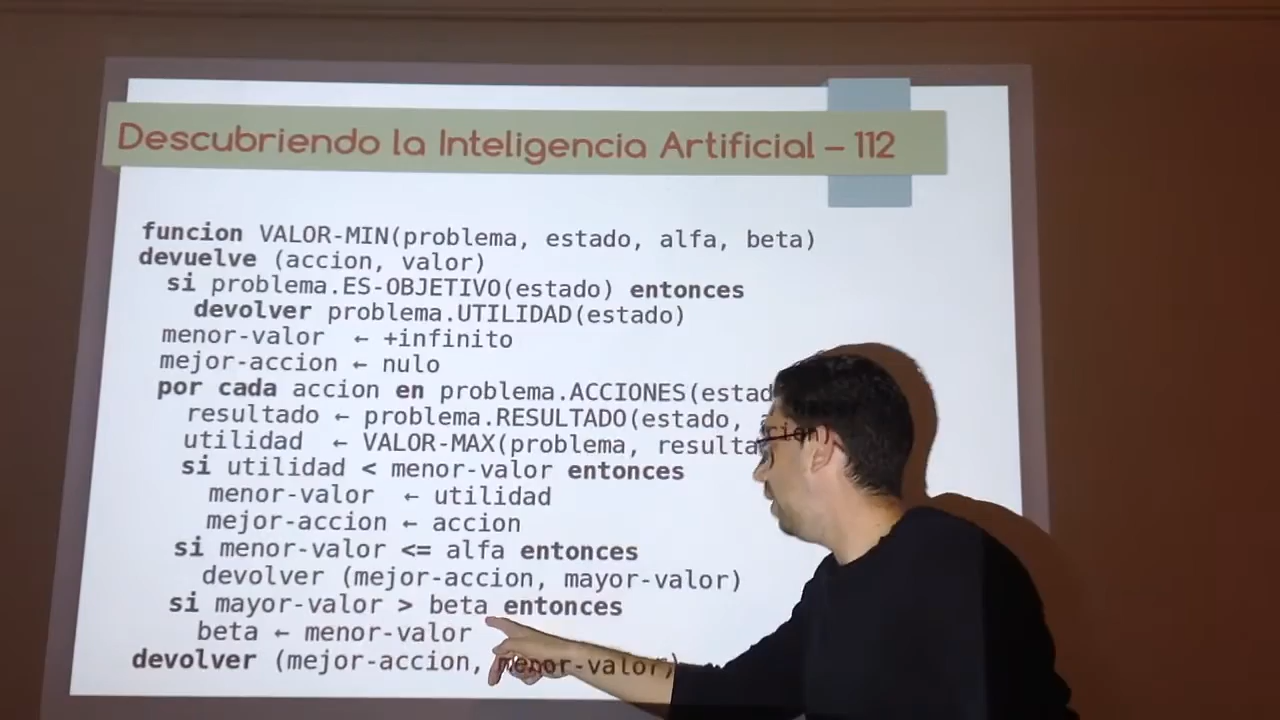 Descubriendo la Inteligencia Artificial – 112
funcion VALOR-MIN(problema, estado, alfa, beta)
devuelve (accion, valor)
si problema.ES-OBJETIVO(estado) entonces
devolver problema.UTILIDAD(estado)
menor-valor ← +infinito
mejor-accion ← nulo
por cada accion en problema.ACCIONES(estad
resultado ← problema.RESULTADO(estado,
utilidad ← VALOR-MAX(problema, resulta
si utilidad < menor-valor entonces
menor-valor ← utilidad
mejor-accion ← accion
si menor-valor <= alfa entonces
devolver (mejor-accion, mayor-valor)
si mayor-valor > beta entonces
beta ← menor-valor
devolver (mejor-accion, menor-valor)